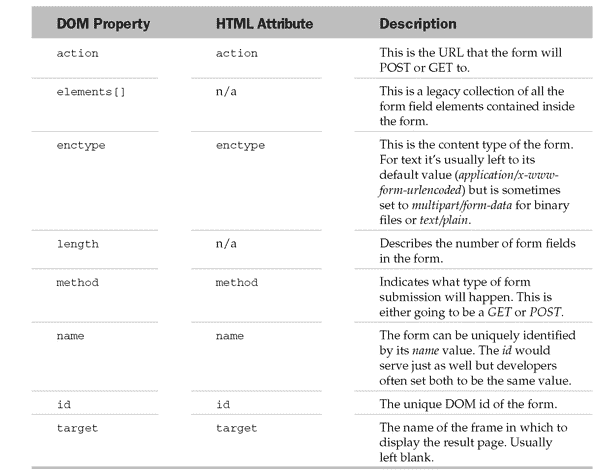 DOM Property HTML Attribute Description
action action This is the URL that the form will
POST or GET to.
elements[] n/a This is a legacy collection of all the
form field elements contained inside
the form.
enctype enctype This is the content type of the form.
For text it's usually left to its
default value (application/x-www-
form-urlencoded) but is sometimes
set to multipart/form-data for binary
files or text/plain.
length n/a Describes the number of form fields
in the form.
method method Indicates what type of form
submission will happen. This is
either going to be a GET or POST.
name name The form can be uniquely identified
by its name value. The id would
serve just as well but developers
often set both to be the same value.
id id The unique DOM id of the form.
target target The name of the frame in which to
display the result page. Usually
left blank.